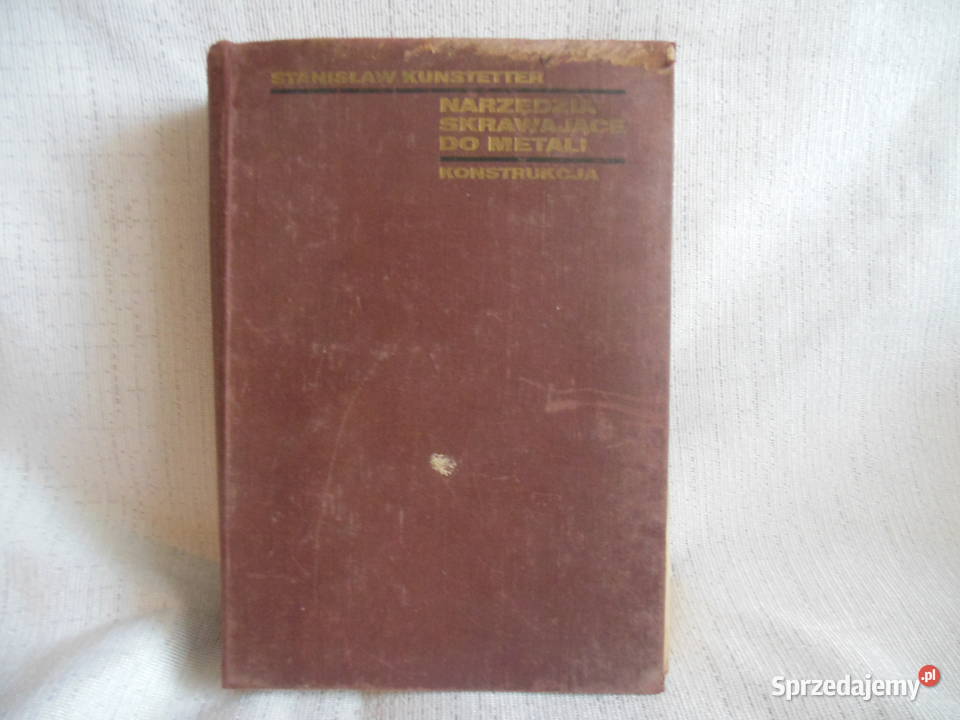 STANISŁAW KUNSTETTER
NARZĘDZIA
SKRAWAJĄCE
DO METALI
KONSTRUKCJA
Sprzedajemy.pl